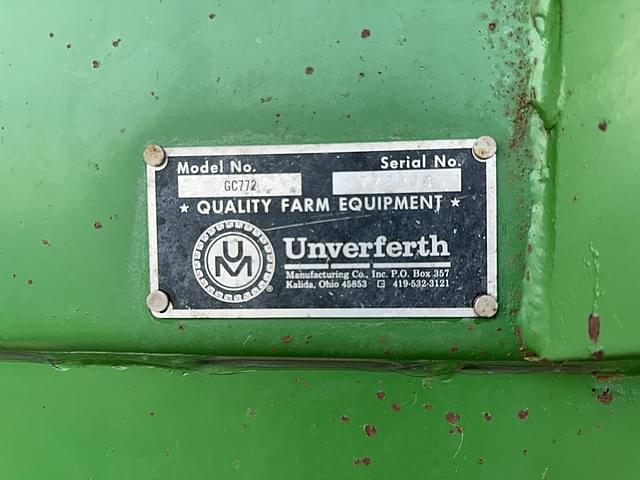 Model No. Serial No.
GC772
★ QUALITY FARM EQUIPMENT ★
UM
Unverferth
Manufacturing Co., Inc. P.O. Box 357
Kalida, Ohio 45853 419-532-3121